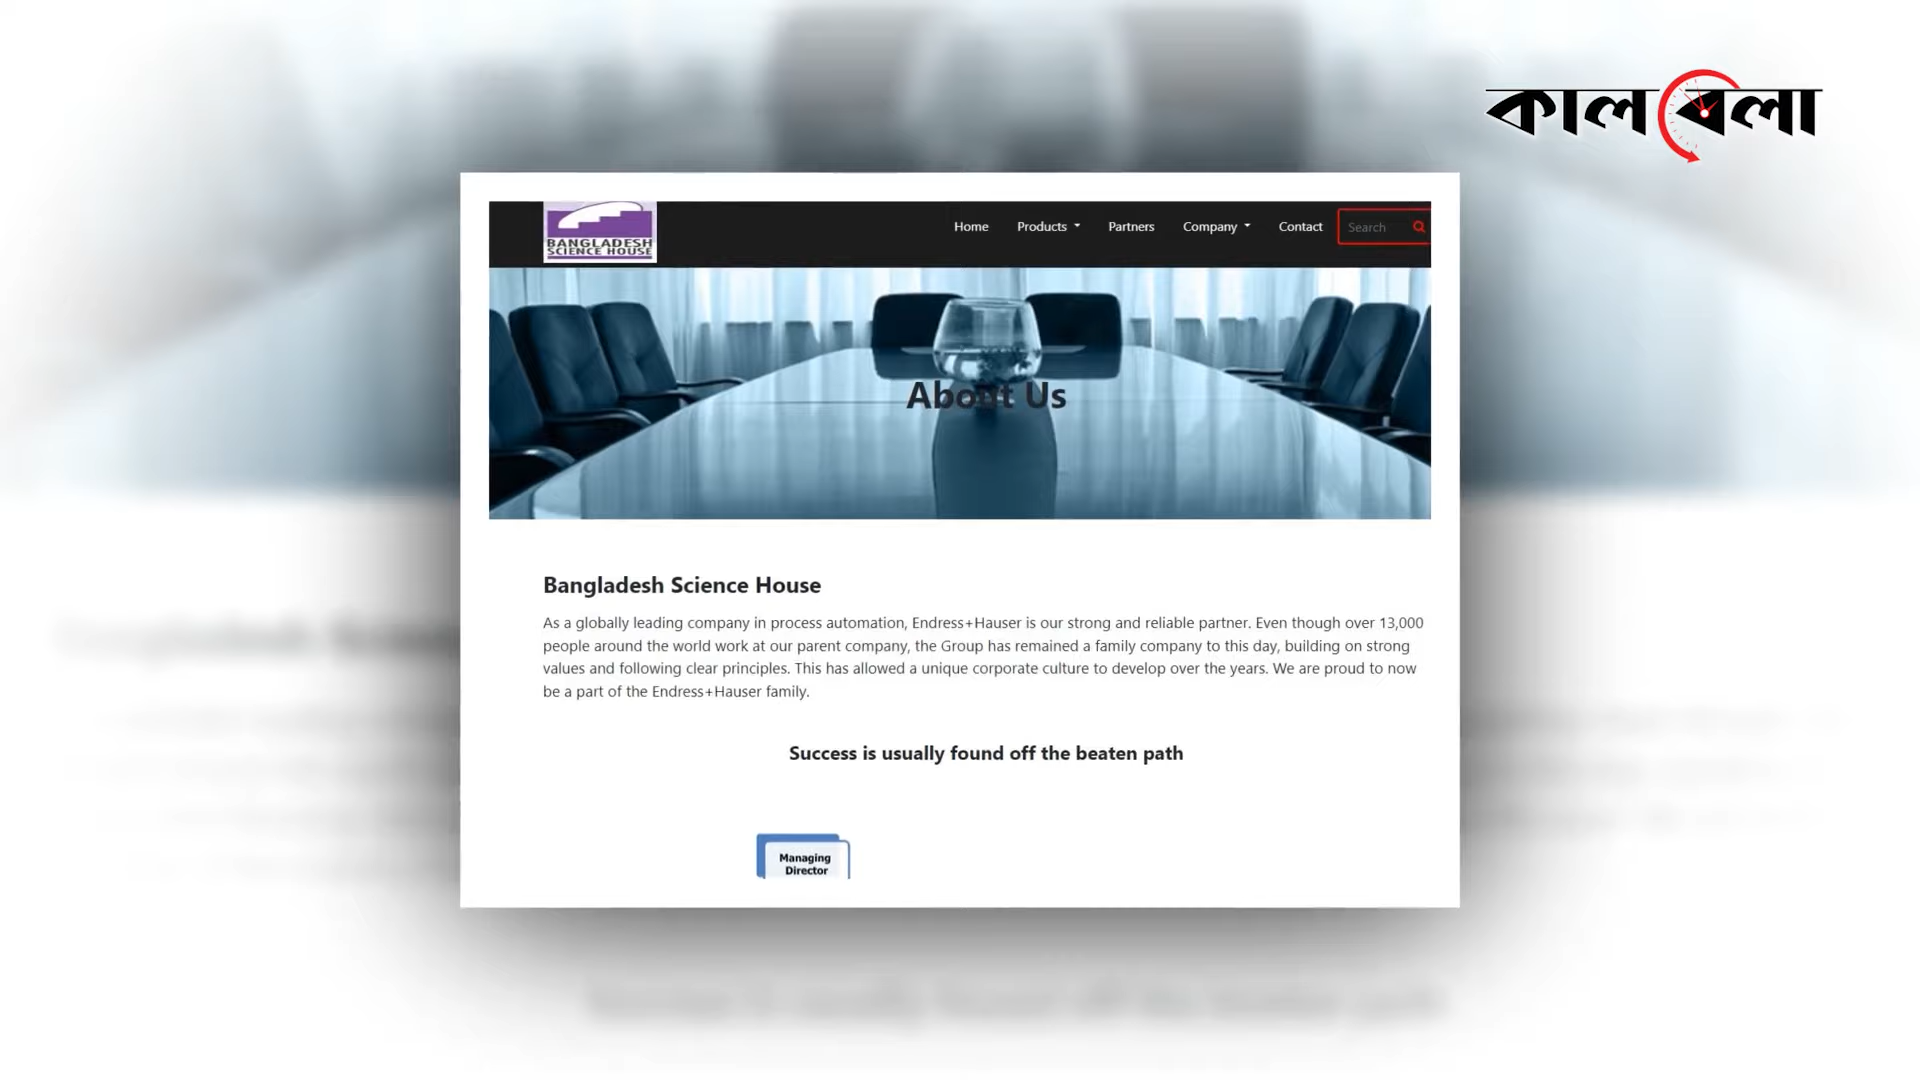 কালবেলা
BANGLADESH
SCIENCE HOUSE
Home Products Partners Company Contact Search
About Us
Bangladesh Science House
As a globally leading company in process automation, Endress+Hauser is our strong and reliable partner. Even though over 13,000
people around the world work at our parent company, the Group has remained a family company to this day, building on strong
values and following clear principles. This has allowed a unique corporate culture to develop over the years. We are proud to now
be a part of the Endress+Hauser family.
Success is usually found off the beaten path
Managing
Director